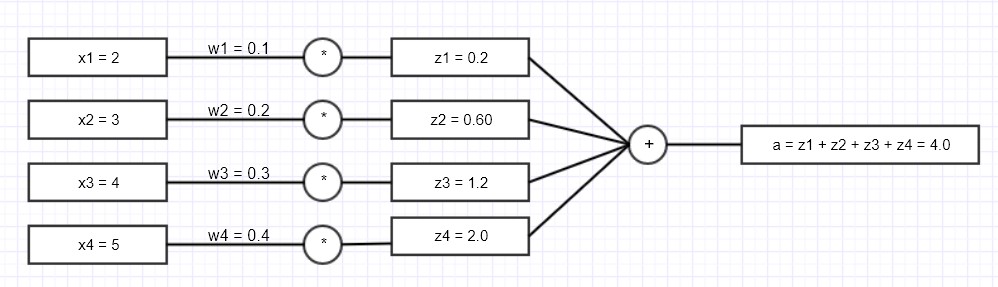 x1 = 2
w1 = 0.1
*
z1 = 0.2
x2 = 3
w2 = 0.2
*
z2 = 0.60
x3 = 4
w3 = 0.3
*
z3 = 1.2
x4 = 5
w4 = 0.4
*
z4 = 2.0
+
a = z1 + z2 + z3 + z4 = 4.0